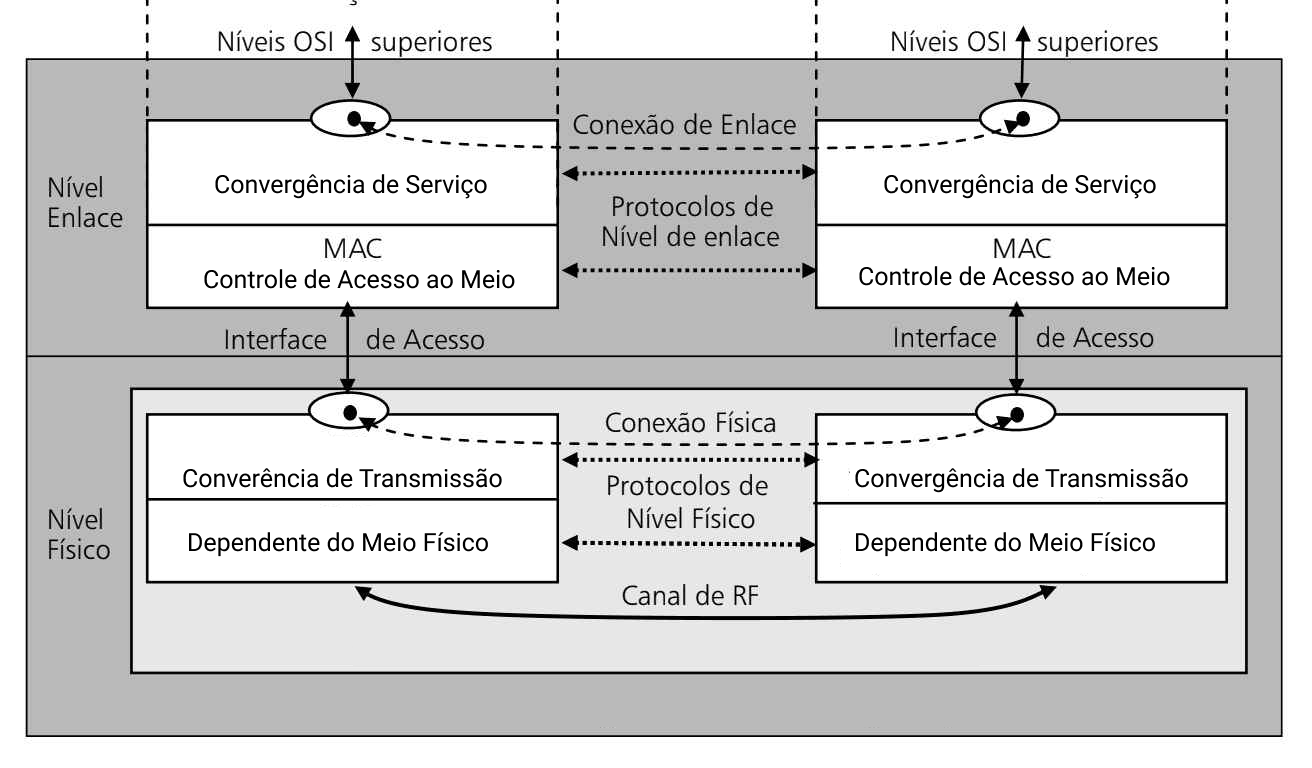 Níveis OSI superiores
Níveis OSI superiores
Conexão de Enlace
Nível
Enlace
Convergência de Serviço
Convergência de Serviço
Protocolos de
Nível de enlace
MAC
Controle de Acesso ao Meio
MAC
Controle de Acesso ao Meio
Interface de Acesso
Interface de Acesso
Conexão Física
Converência de Transmissão
Convergência de Transmissão
Protocolos de
Nível Físico
Nível
Físico
Dependente do Meio Físico
Dependente do Meio Físico
Canal de RF